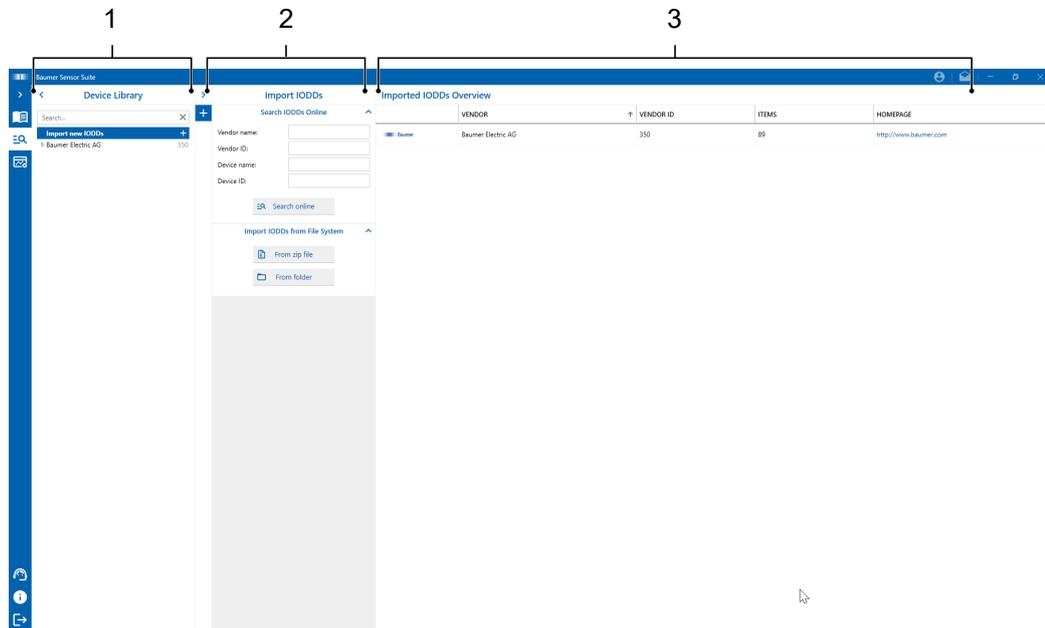 1 2 3
Baumer Sensor Suite
Device Library
Import IODDs
Imported IODDs Overview
Search...
Import new IODDs
Baumer Electric AG 350
Search IODDs Online
Vendor name:
Vendor ID:
Device name:
Device ID:
Search online
Import IODDs from File System
From zip file
From folder
VENDOR VENDOR ID ITEMS HOMEPAGE
Baumer Baumer Electric AG 350 89 http://www.baumer.com